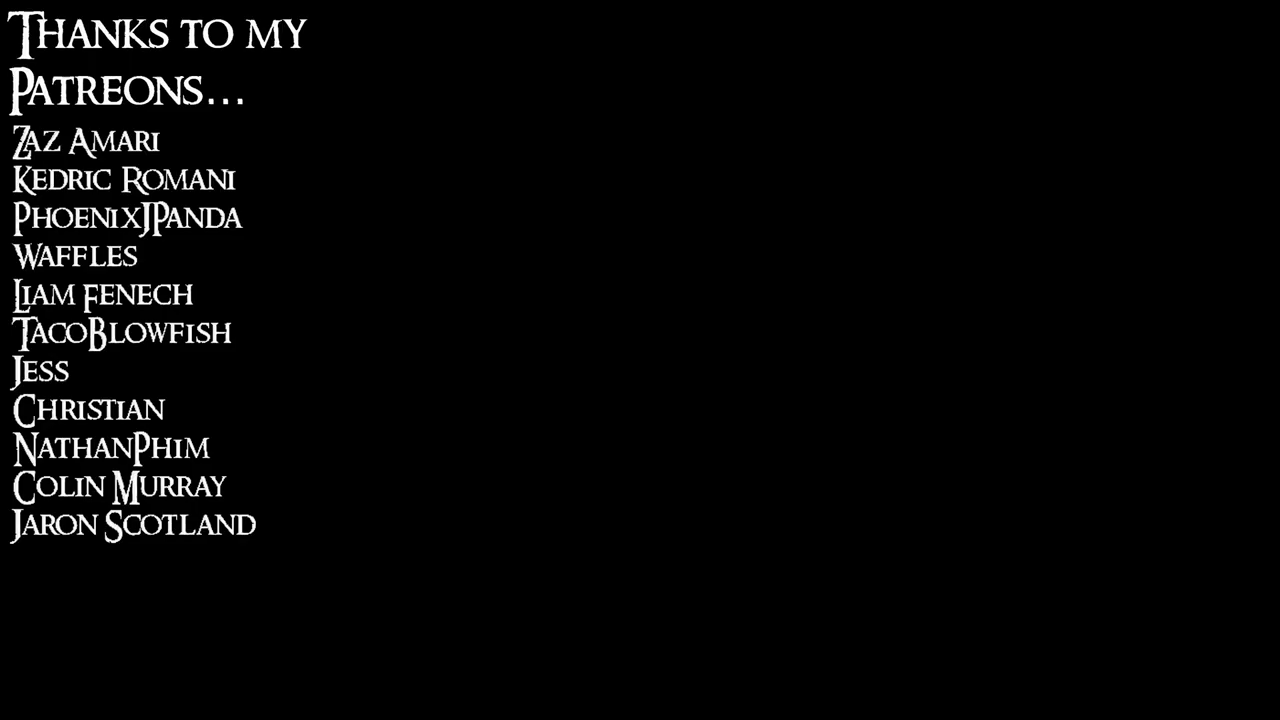 Thanks to my
Patreons...
Zaz Amari
Kedric Romani
PhoenixJPanda
Waffles
Liam Fenech
TacoBlowfish
Jess
Christian
NathanPhim
Colin Murray
Jaron Scotland